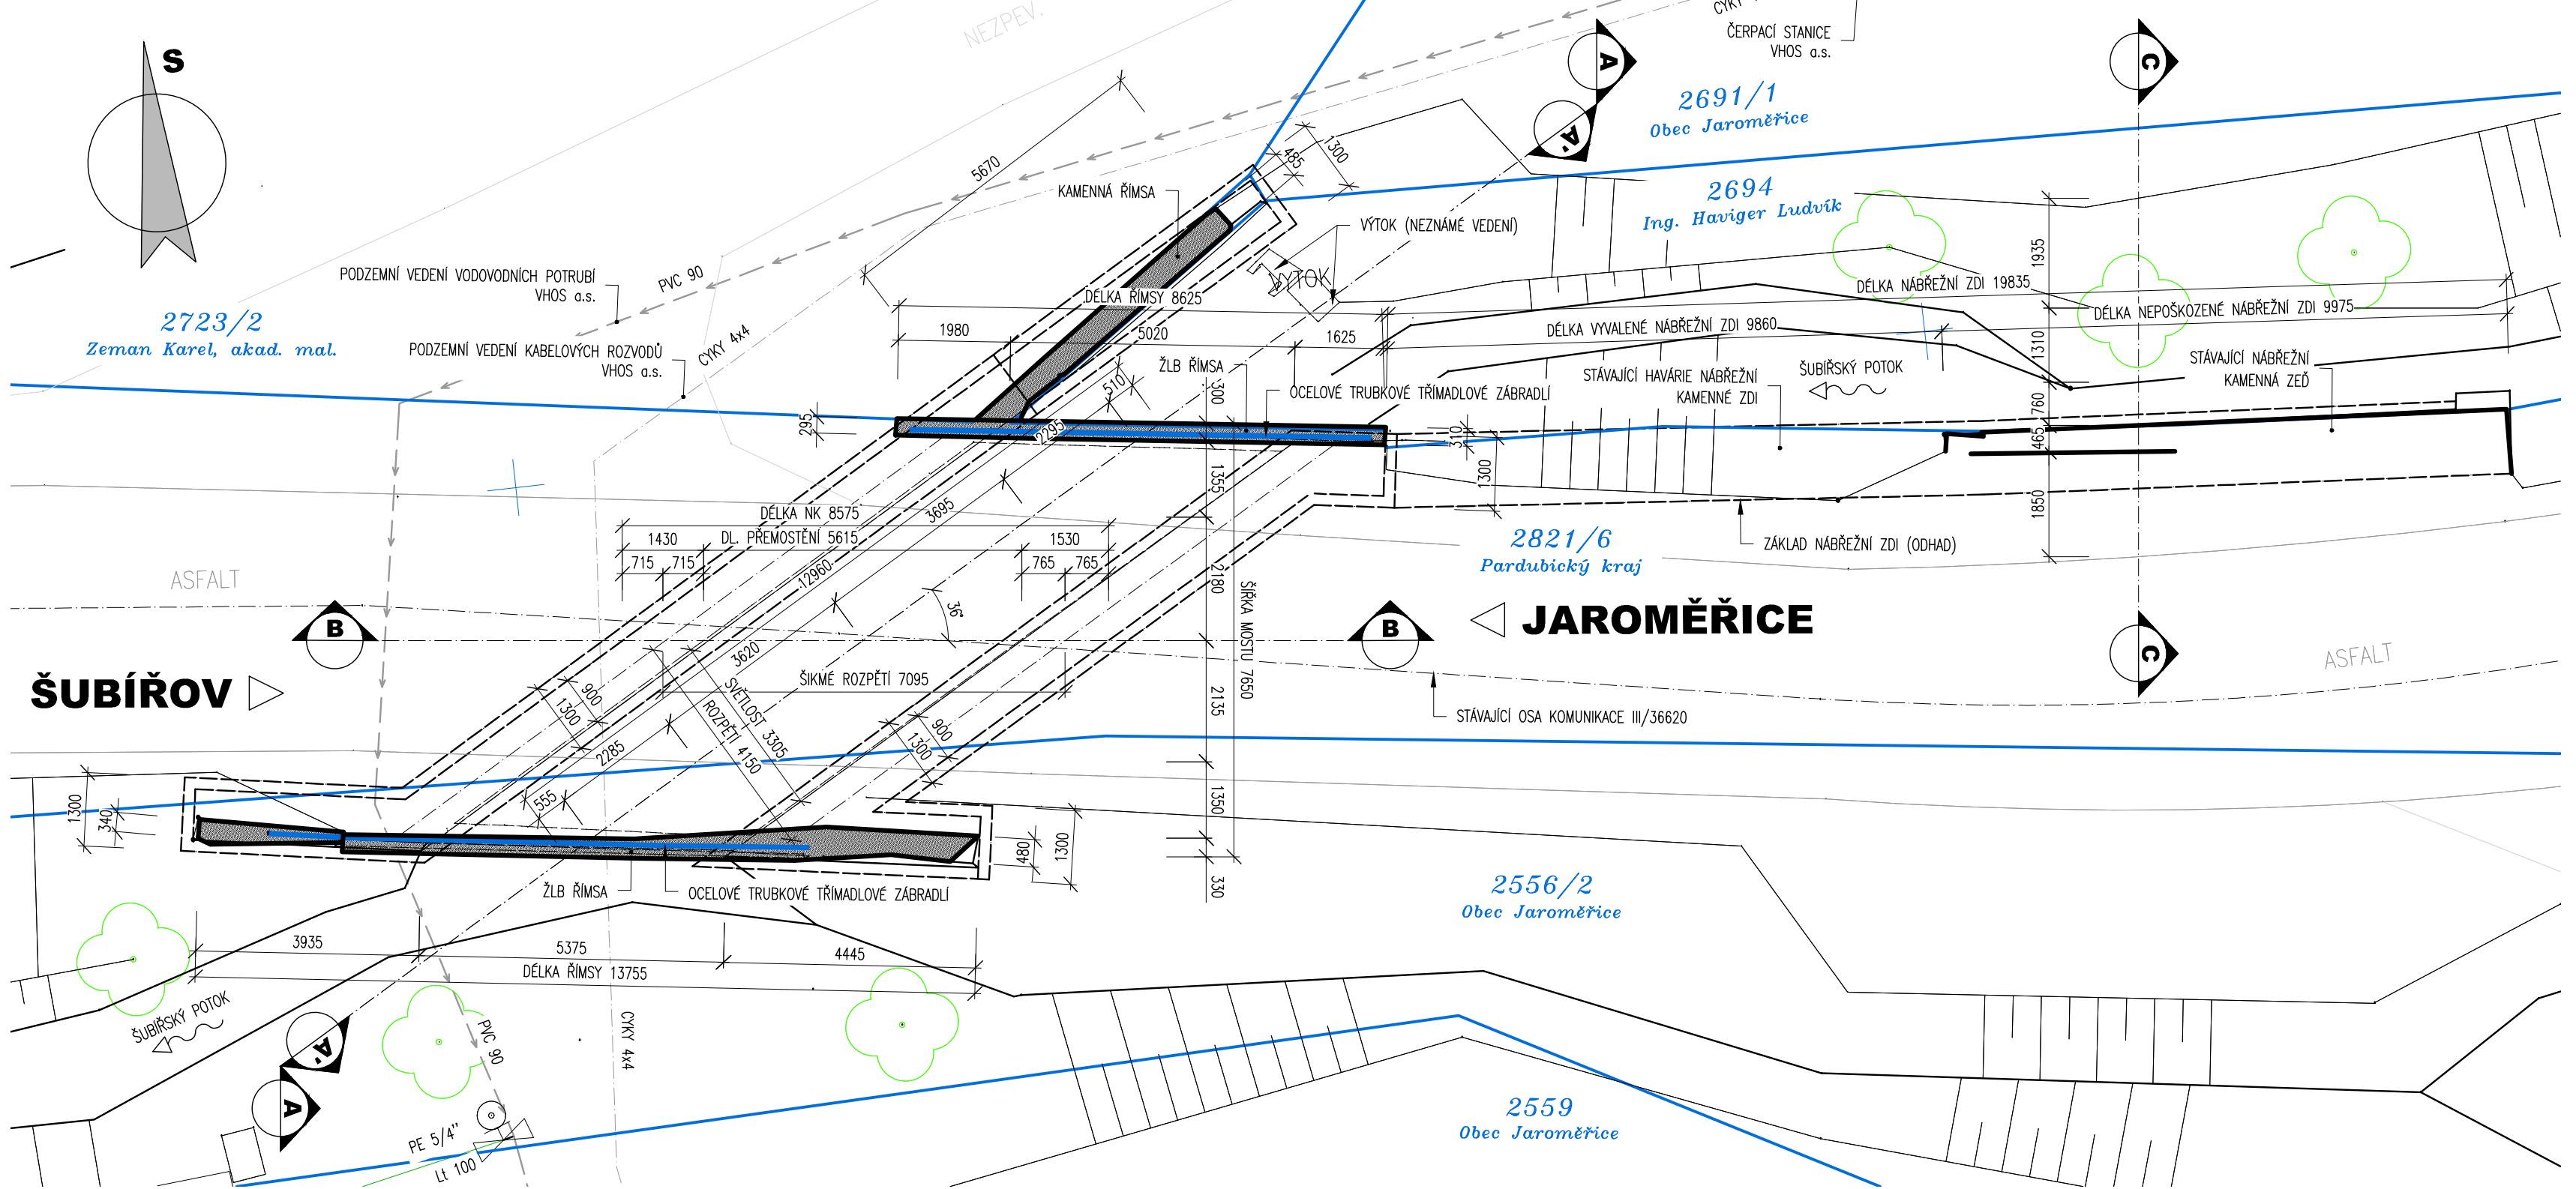 NEZPEV.
CYKY
ČERPACÍ STANICE
VHOS a.s.
S
A
A'
C
2691/1
Obec Jaroměřice
5670
485
1300
KAMENNÁ ŘÍMSA
2694
Ing. Haviger Ludvík
VÝTOK (NEZNÁMÉ VEDENÍ)
VÝTOK
1935
PODZEMNÍ VEDENÍ VODOVODNÍCH POTRUBÍ
VHOS a.s.
PVC 90
DÉLKA ŘÍMSY 8625
DÉLKA NÁBŘEŽNÍ ZDI 19835
DÉLKA NEPOŠKOZENÉ NÁBŘEŽNÍ ZDI 9975
2723/2
Zeman Karel, akad. mal.
1980
5020
1625
DÉLKA VYVALENÉ NÁBŘEŽNÍ ZDI 9860
1310
PODZEMNÍ VEDENÍ KABELOVÝCH ROZVODŮ
VHOS a.s.
CYKY 4x4
ŽLB ŘÍMSA
STÁVAJÍCÍ HAVÁRIE NÁBŘEŽNÍ
KAMENNÉ ZDI
ŠUBÍŘSKÝ POTOK
STÁVAJÍCÍ NÁBŘEŽNÍ
KAMENNÁ ZEĎ
510
300
OCELOVÉ TRUBKOVÉ TŘÍMADLOVÉ ZÁBRADLÍ
760
295
2295
310
465
1355
1300
1850
DÉLKA NK 8575
3695
1430
DL. PŘEMOSTĚNÍ 5615
1530
2821/6
Pardubický kraj
ZÁKLAD NÁBŘEŽNÍ ZDI (ODHAD)
715
715
12960
765
765
2180
ŠÍŘKA MOSTU 7650
ASFALT
36°
B
B
JAROMĚŘICE
C
ASFALT
3620
ŠUBÍŘOV
ŠIKMÉ ROZPĚTÍ 7095
900
1300
SVĚTLOST 3305
ROZPĚTÍ 4150
2135
STÁVAJÍCÍ OSA KOMUNIKACE III/36620
900
1300
2285
1300
340
555
1350
480
1300
330
ŽLB ŘÍMSA
OCELOVÉ TRUBKOVÉ TŘÍMADLOVÉ ZÁBRADLÍ
2556/2
Obec Jaroměřice
3935
5375
4445
DÉLKA ŘÍMSY 13755
ŠUBÍŘSKÝ POTOK
A'
A
PVC 90
CYKY 4x4
PE 5/4"
Lt 100
2559
Obec Jaroměřice